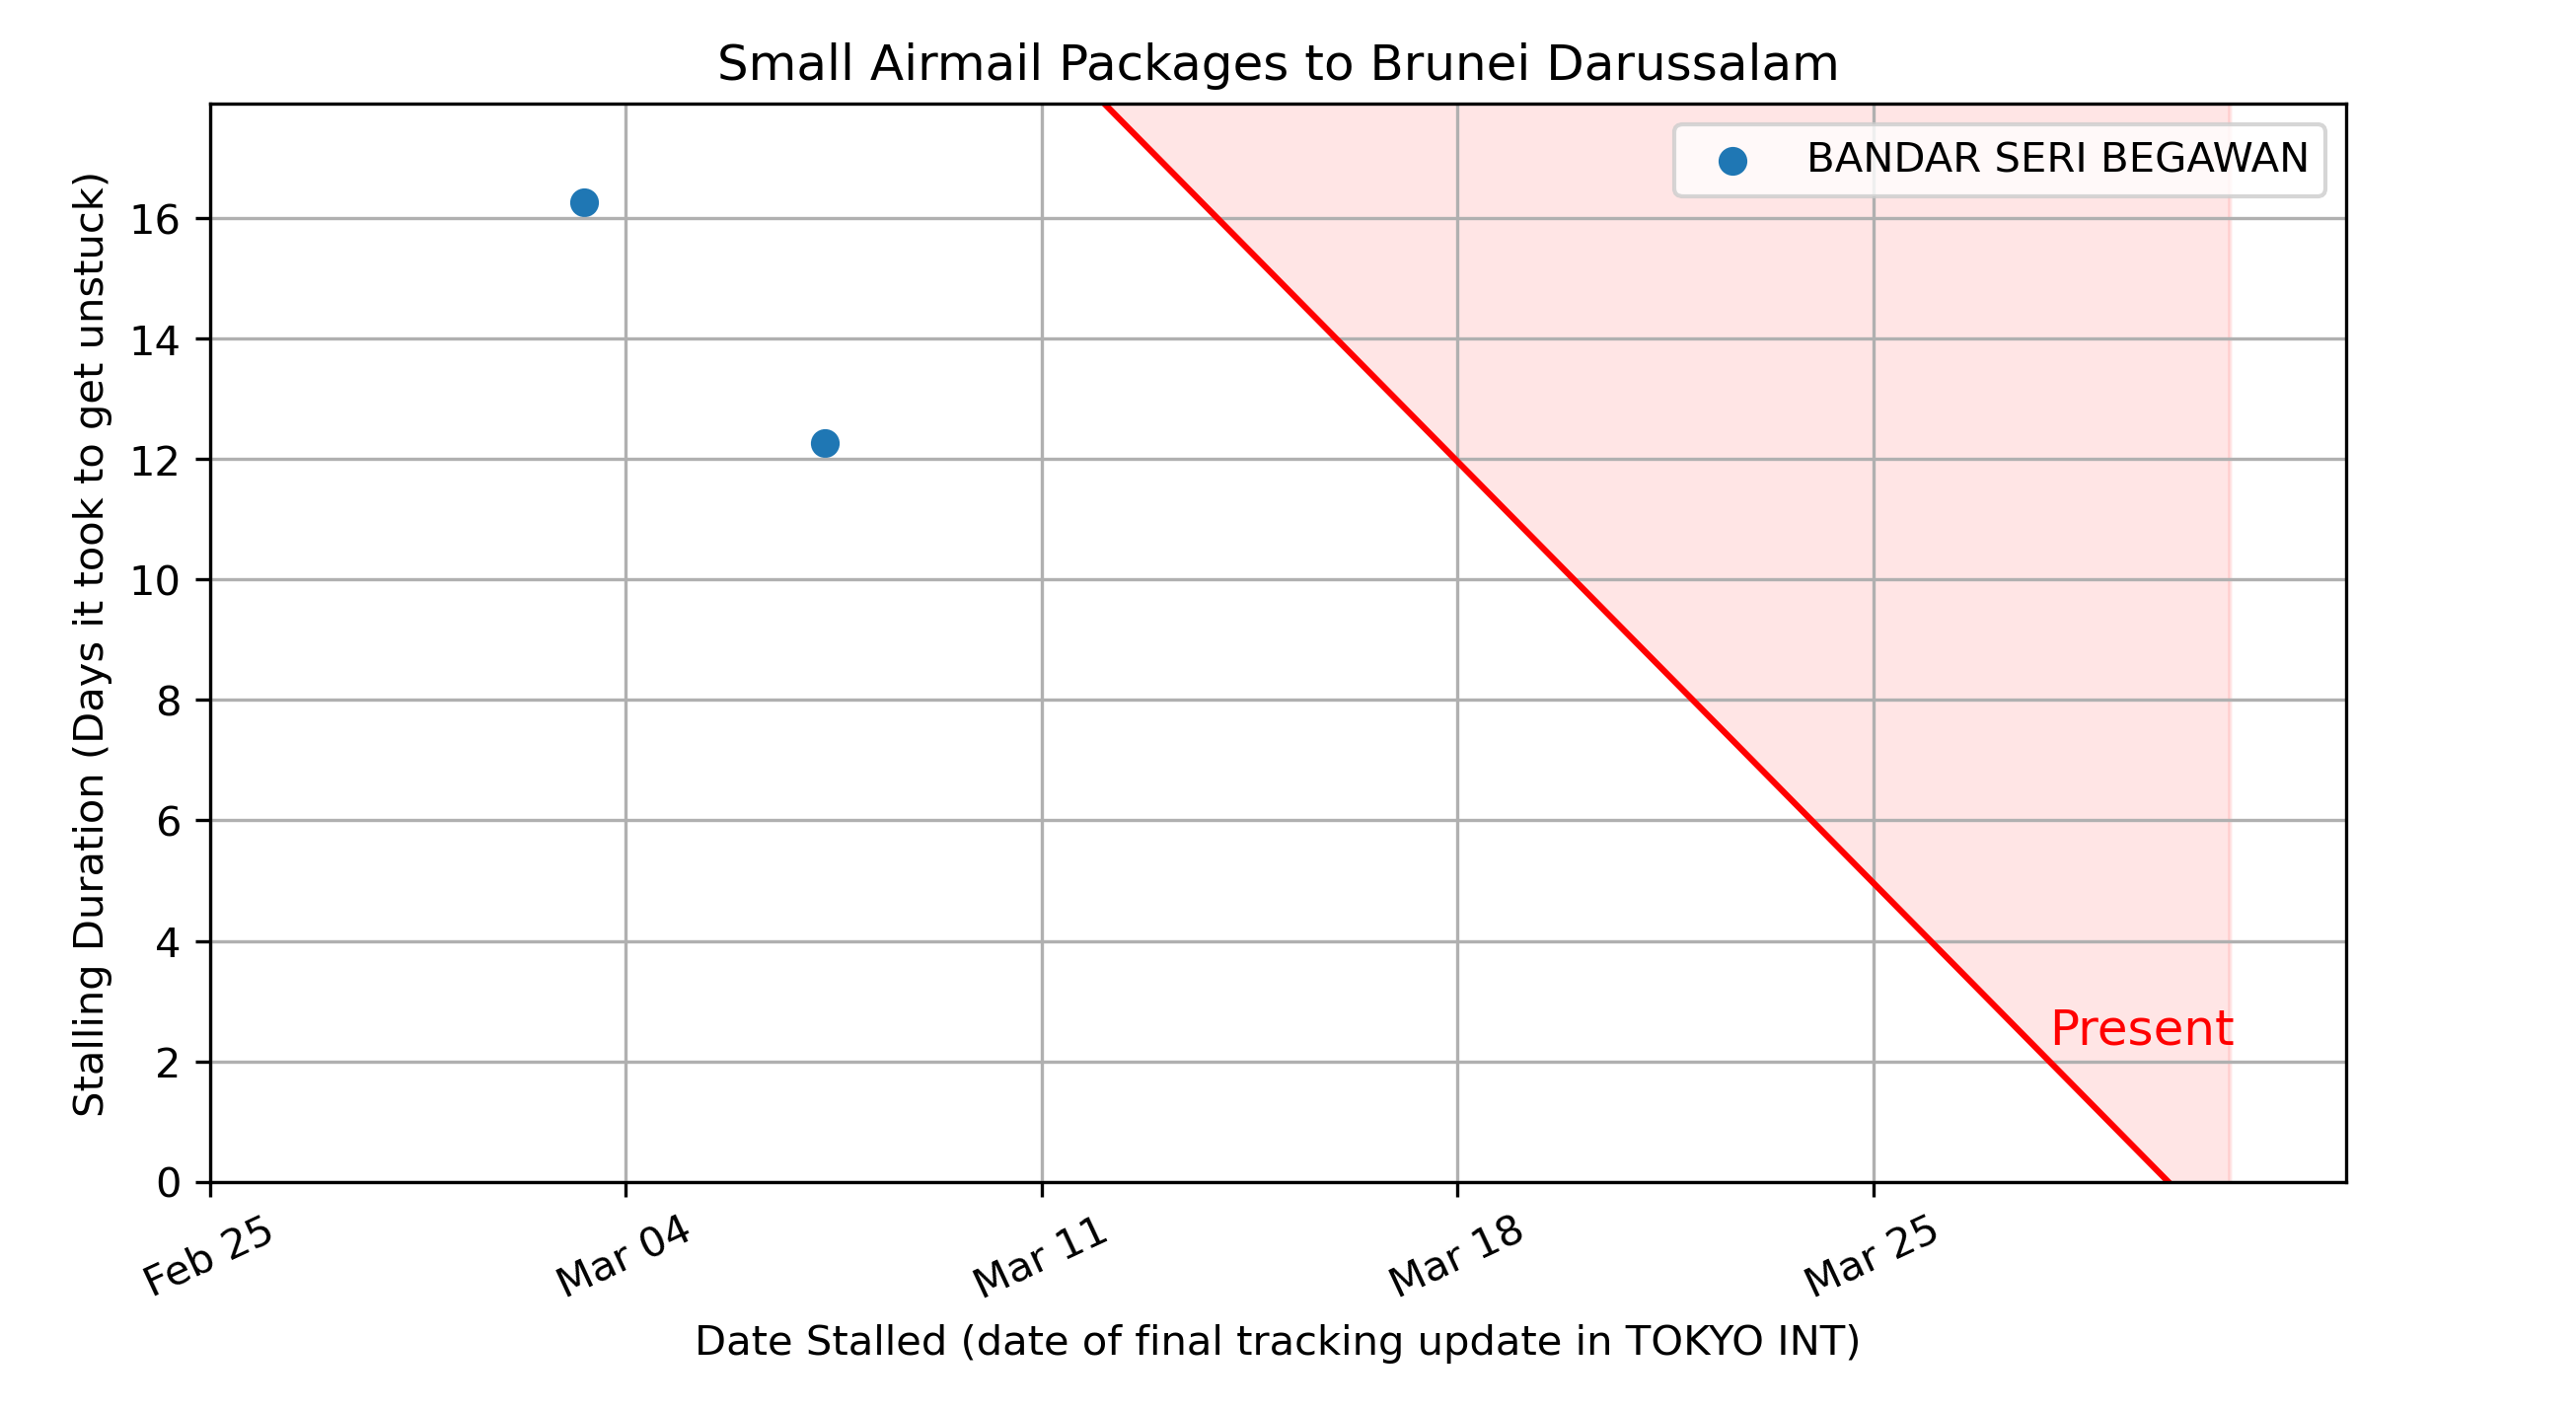 Small Airmail Packages to Brunei Darussalam
BANDAR SERI BEGAWAN
Stalling Duration (Days it took to get unstuck)
16
14
12
10
8
6
4
2
0
Present
Feb 25
Mar 04
Mar 11
Mar 18
Mar 25
Date Stalled (date of final tracking update in TOKYO INT)